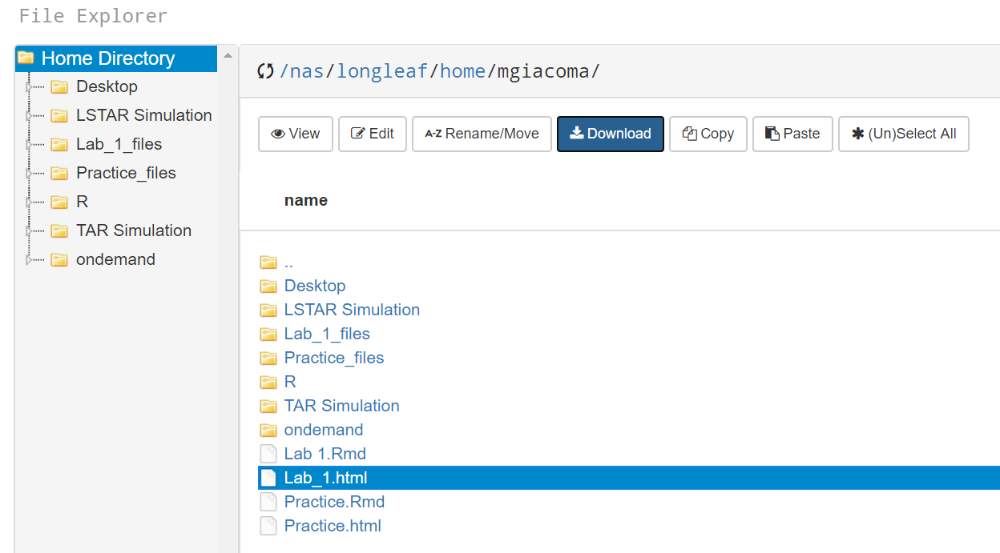 File Explorer
Home Directory
Desktop
LSTAR Simulation
Lab_1_files
Practice_files
R
TAR Simulation
ondemand
/nas/longleaf/home/mgiacoma/
View Edit A-Z Rename/Move Download Copy Paste (Un)Select All
name
..
Desktop
LSTAR Simulation
Lab_1_files
Practice_files
R
TAR Simulation
ondemand
Lab 1.Rmd
Lab_1.html
Practice.Rmd
Practice.html